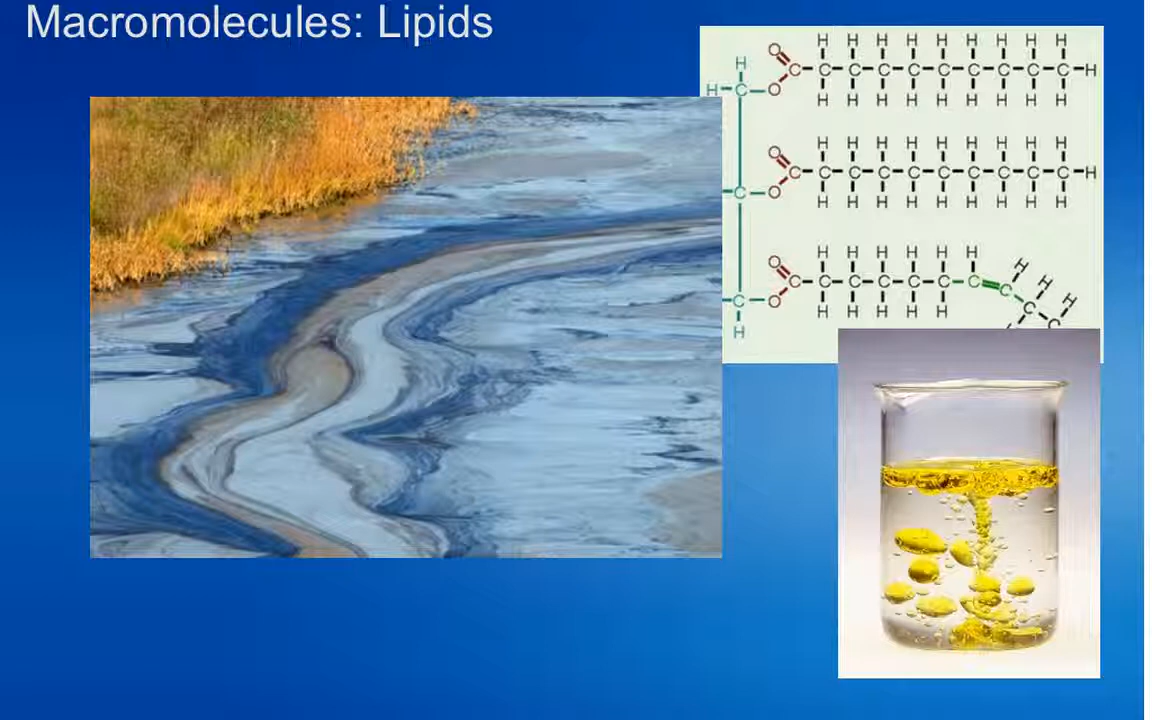 Macromolecules: Lipids
H H H H H H H H H
O
H
C C C C C C C C C C H
H C O
H H H H H H H H H
H H H H H H H H H
O
C C C C C C C C C C H
C O
H H H H H H H H H
H H H H H H
O H
C C C C C C C C H H
C O
H H H H H C C
H